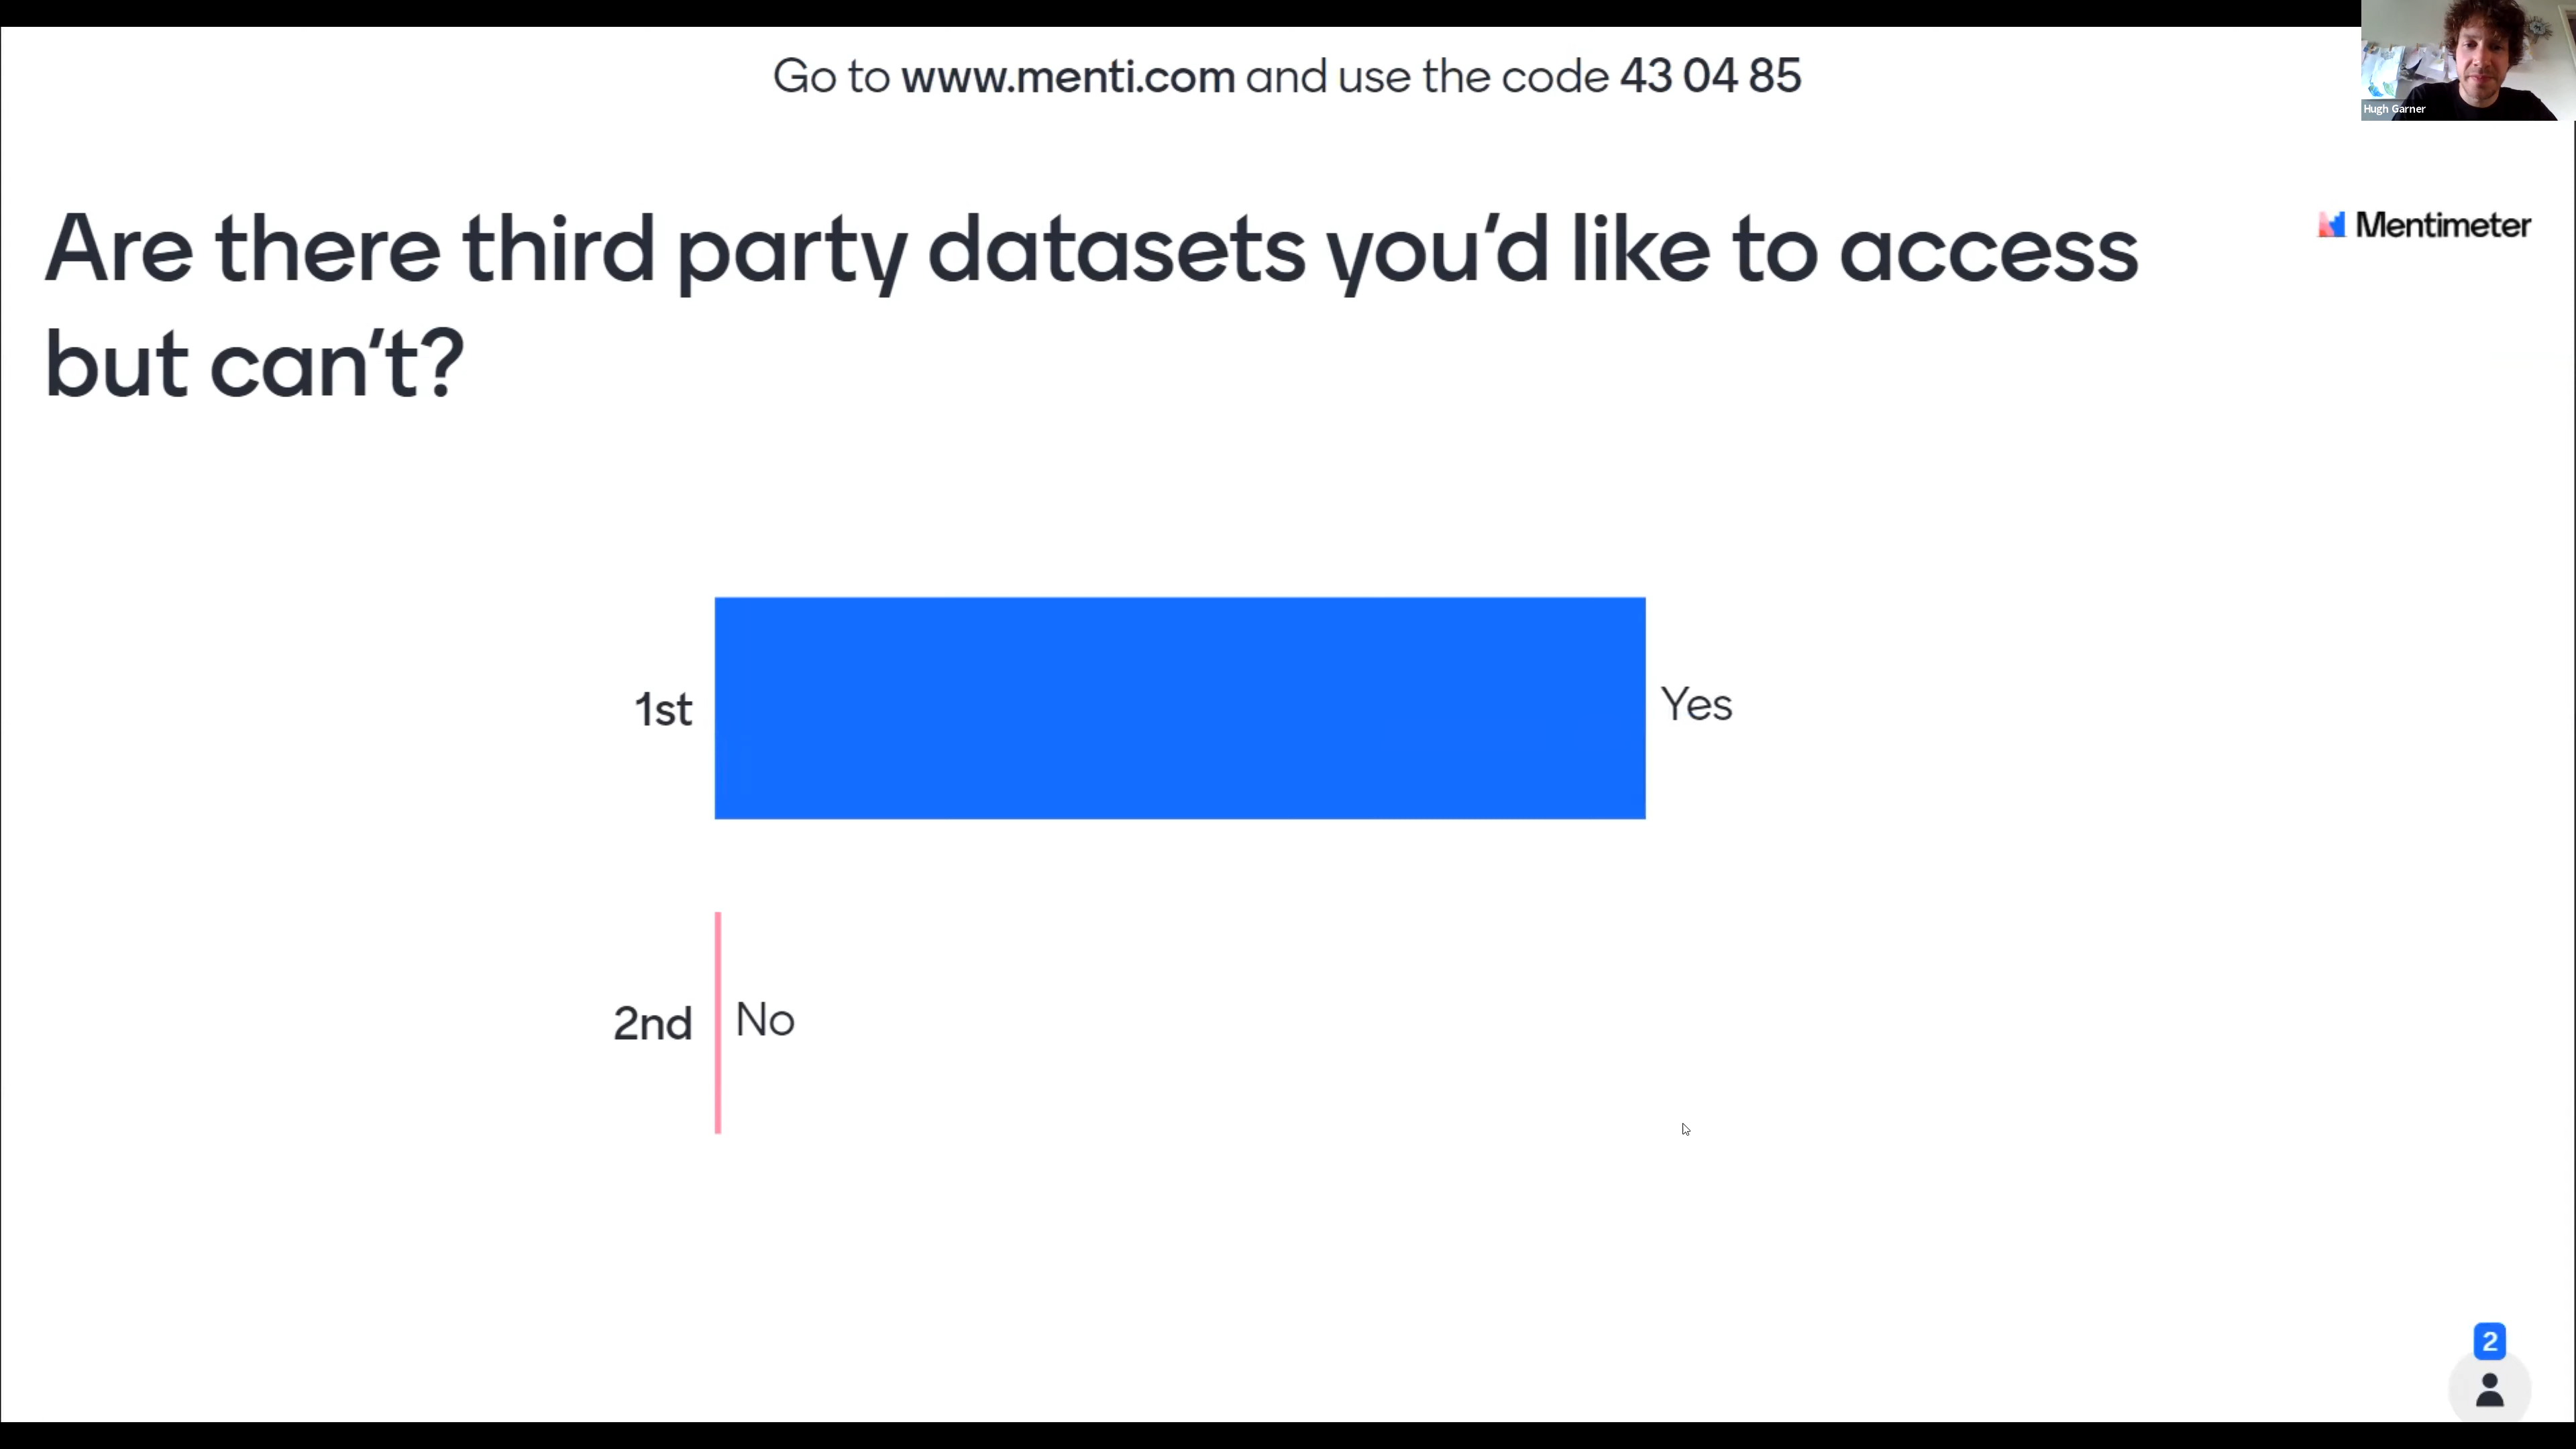 Go to www.menti.com and use the code 43 04 85
Hugh Garner
Are there third party datasets you’d like to access
but can’t?
Mentimeter
1st
Yes
2nd
No
2